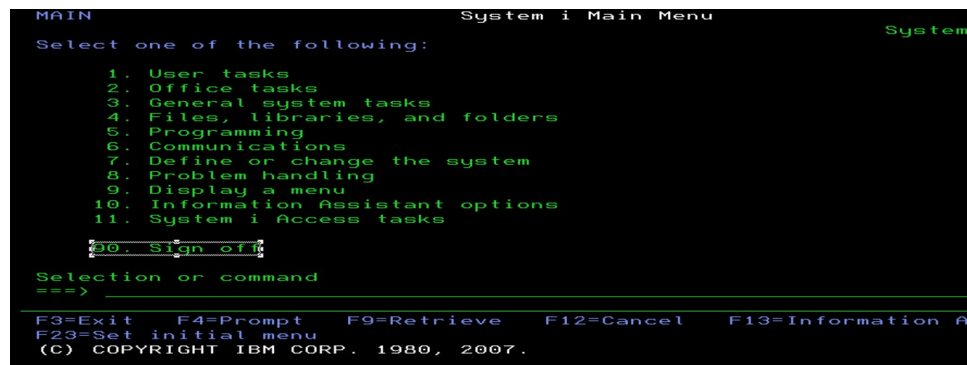 MAIN System i Main Menu
System
Select one of the following:
1. User tasks
2. Office tasks
3. General system tasks
4. Files, libraries, and folders
5. Programming
6. Communications
7. Define or change the system
8. Problem handling
9. Display a menu
10. Information Assistant options
11. System i Access tasks
90. Sign off
Selection or command
===>
F3=Exit F4=Prompt F9=Retrieve F12=Cancel F13=Information A
F23=Set initial menu
(C) COPYRIGHT IBM CORP. 1980, 2007.